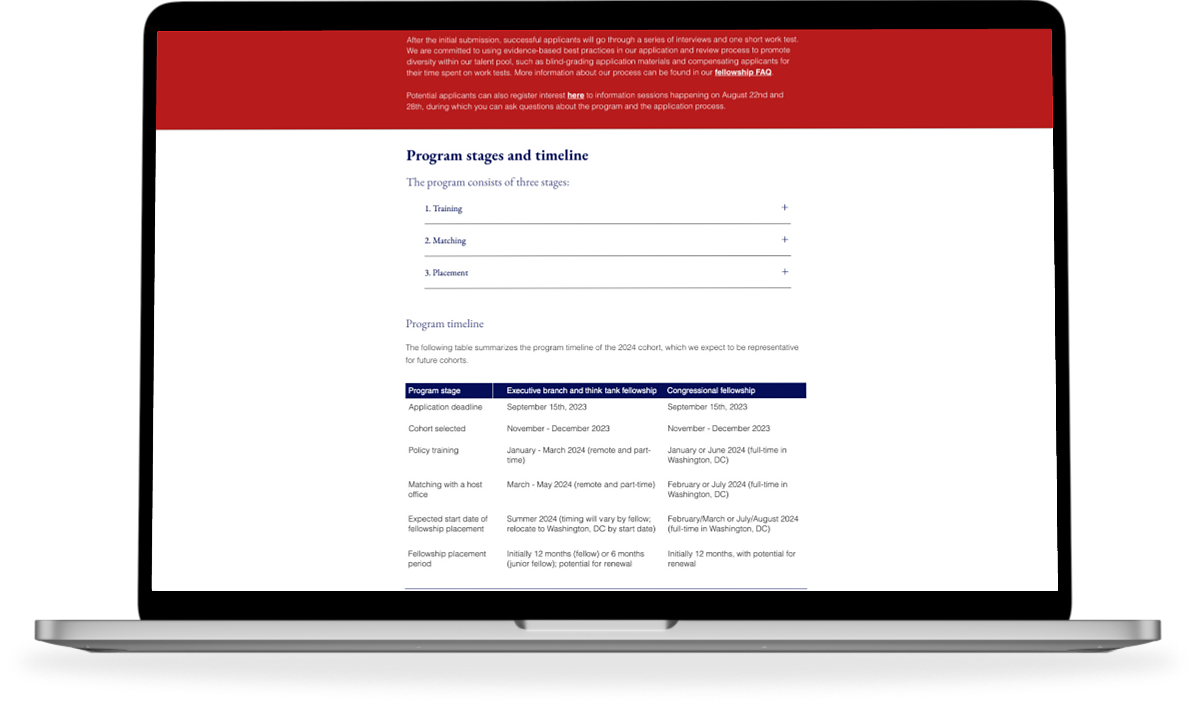 After the initial submission, successful applicants will go through a series of interviews and one short work test.
We are committed to using evidence-based best practices in our application and review process to promote
diversity within our talent pool, such as blind-grading application materials and compensating applicants for
their time spent on work tests. More information about our process can be found in our fellowship FAQ.
Potential applicants can also register interest here to information sessions happening on August 22nd and
28th, during which you can ask questions about the program and the application process.
Program stages and timeline
The program consists of three stages:
1. Training +
2. Matching +
3. Placement +
Program timeline
The following table summarizes the program timeline of the 2024 cohort, which we expect to be representative
for future cohorts.
Program stage Executive branch and think tank fellowship Congressional fellowship
Application deadline September 15th, 2023 September 15th, 2023
Cohort selected November - December 2023 November - December 2023
Policy training January - March 2024 (remote and part- January or June 2024 (full-time in
time) Washington, DC)
Matching with a host March - May 2024 (remote and part-time) February or July 2024 (full-time in
office Washington, DC)
Expected start date of Summer 2024 (timing will vary by fellow; February/March or July/August 2024
fellowship placement relocate to Washington, DC by start date) (full-time in Washington, DC)
Fellowship placement Initially 12 months (fellow) or 6 months Initially 12 months, with potential for
period (junior fellow); potential for renewal renewal